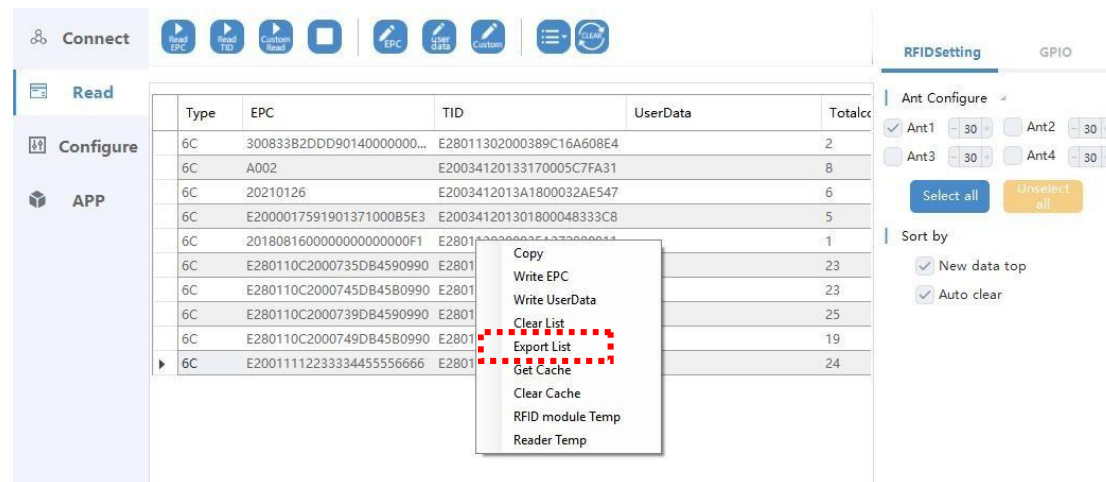 Connect
Read EPC
Read TID
Custom Read
EPC
user data
Custom
CLEAR
RFIDSetting GPIO
Read
Configure
APP
Type EPC TID UserData Totalcc
6C 300833B2DDD90140000000... E28011302000389C16A608E4 2
6C A002 E20034120133170005C7FA31 8
6C 20210126 E2003412013A1800032AE547 6
6C E2000017591901371000B5E3 E200341201301800048333C8 5
6C 2018081600000000000000F1 1
6C E280110C2000735DB4590990 E2801 23
6C E280110C2000745DB45B0990 E2801 23
6C E280110C2000739DB4590990 E2801 25
6C E280110C2000749DB45B0990 E2801 19
6C E20011112233334455556666 E2801 24
Copy
Write EPC
Write UserData
Clear List
Export List
Get Cache
Clear Cache
RFID module Temp
Reader Temp
Ant Configure
Ant1 - 30 + Ant2 - 30
Ant3 - 30 + Ant4 - 30
Select all Unselect all
Sort by
New data top
Auto clear